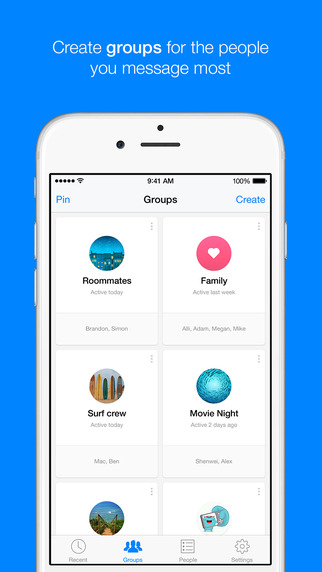 Create groups for the people
you message most
9:41 AM
100%
Pin
Groups
Create
Roommates
Active today
Brandon, Simon
Family
Active last week
Alli, Adam, Megan, Mike
Surf crew
Active today
Mac, Ben
Movie Night
Active 2 days ago
Shenwei, Alex
Recent
Groups
People
Settings